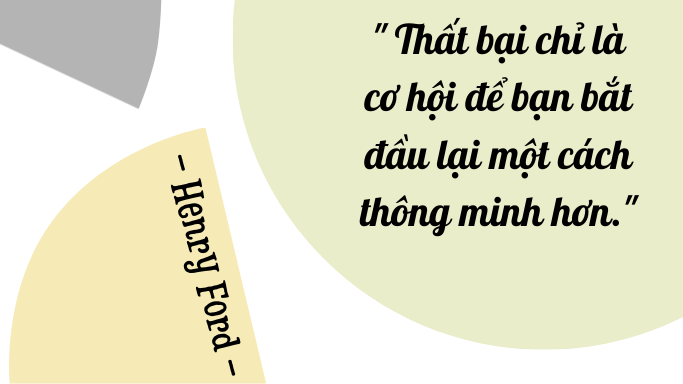 " Thất bại chỉ là
cơ hội để bạn bắt
đầu lại một cách
thông minh hơn."
– Henry Ford –